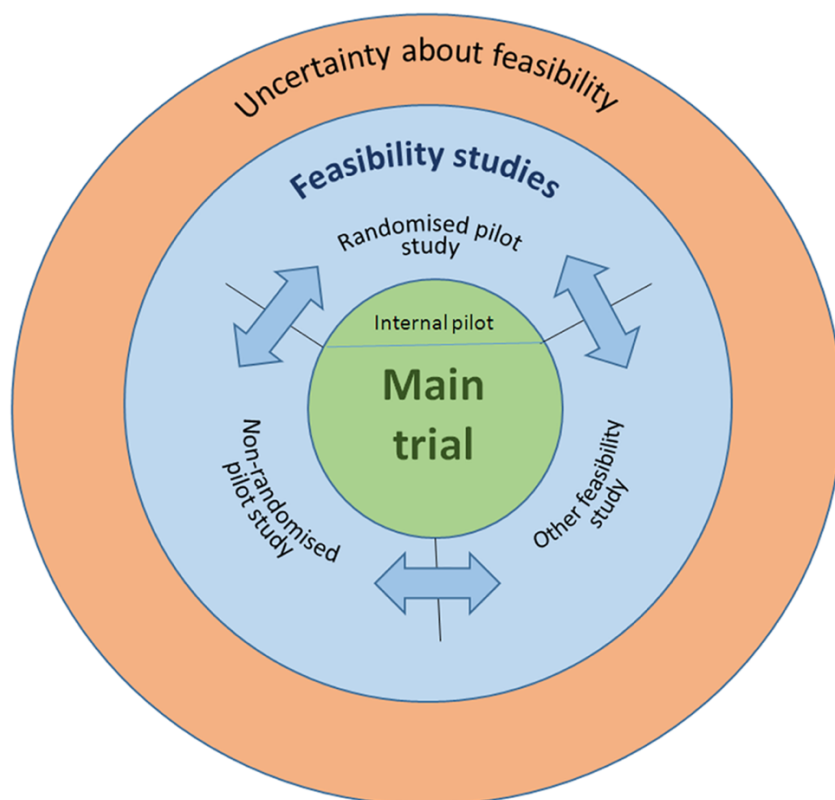 Uncertainty about feasibility
Feasibility studies
Randomised pilot
study
Internal pilot
Main
trial
Non-randomised
pilot study
Other feasibility
study